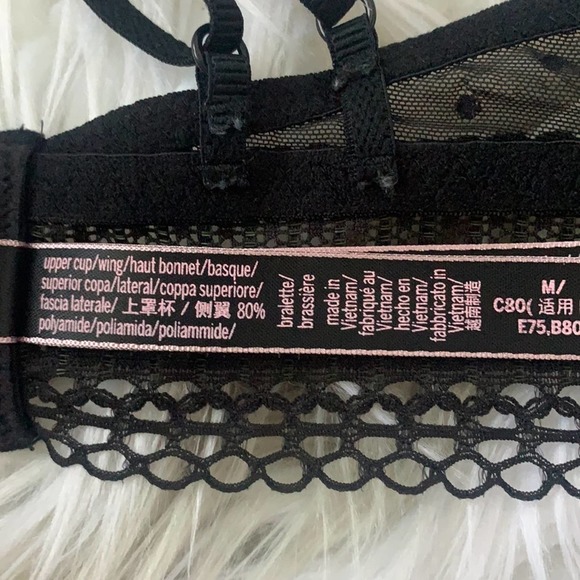 upper cup/wing/haut bonnet/basque/
superior copa/lateral/coppa superiore/
fascia laterale/ 上罩杯 / 侧翼 80%
polyamide/poliamida/poliammide/
bralette/
brassière
made in
Vietnam/
fabriqué au
Vietnam/
hecho en
Vietnam/
fabbricato in
Vietnam/
越南制造
M/
C80( 适用
E75,B80